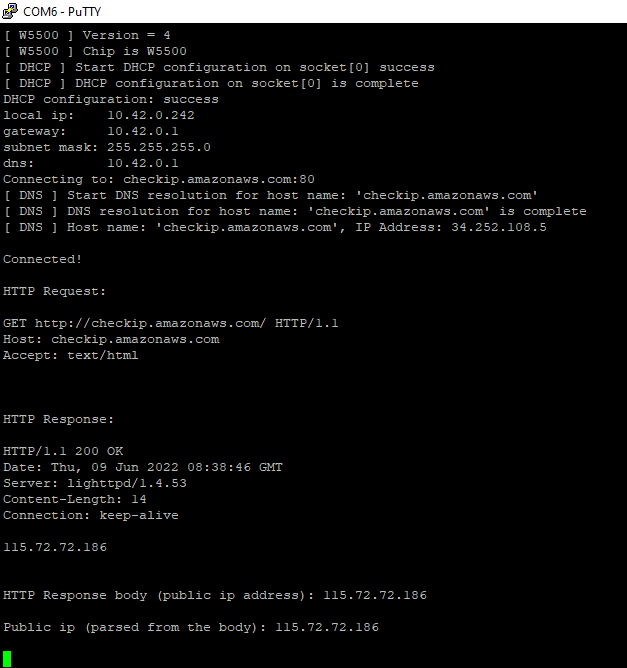 COM6 - PuTTY
[ W5500 ] Version = 4
[ W5500 ] Chip is W5500
[ DHCP ] Start DHCP configuration on socket[0] success
[ DHCP ] DHCP configuration on socket[0] is complete
DHCP configuration: success
local ip:    10.42.0.242
gateway:     10.42.0.1
subnet mask: 255.255.255.0
dns:         10.42.0.1
Connecting to: checkip.amazonaws.com:80
[ DNS ] Start DNS resolution for host name: 'checkip.amazonaws.com'
[ DNS ] DNS resolution for host name: 'checkip.amazonaws.com' is complete
[ DNS ] Host name: 'checkip.amazonaws.com', IP Address: 34.252.108.5
Connected!
HTTP Request:
GET http://checkip.amazonaws.com/ HTTP/1.1
Host: checkip.amazonaws.com
Accept: text/html
HTTP Response:
HTTP/1.1 200 OK
Date: Thu, 09 Jun 2022 08:38:46 GMT
Server: lighttpd/1.4.53
Content-Length: 14
Connection: keep-alive
115.72.72.186
HTTP Response body (public ip address): 115.72.72.186
Public ip (parsed from the body): 115.72.72.186